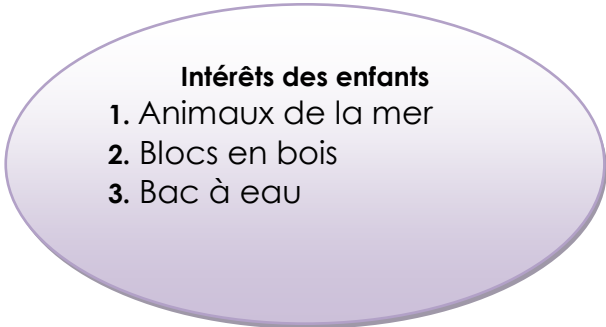 Intérêts des enfants
1. Animaux de la mer
2. Blocs en bois
3. Bac à eau